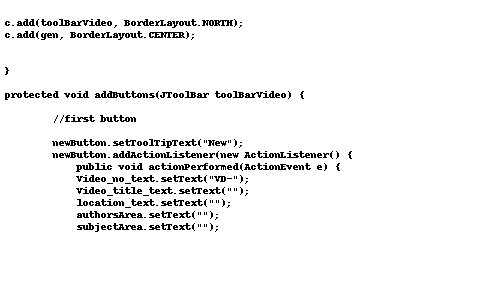 c.add(toolBarVideo, BorderLayout.NORTH);
c.add(gen, BorderLayout.CENTER);
}
protected void addButtons(JToolBar toolBarVideo) {
//first button
newButton.setToolTipText("New");
newButton.addActionListener(new ActionListener() {
public void actionPerformed(ActionEvent e) {
Video_no_text.setText("VD-");
Video_title_text.setText("");
location_text.setText("");
authorsArea.setText("");
subjectArea.setText("");